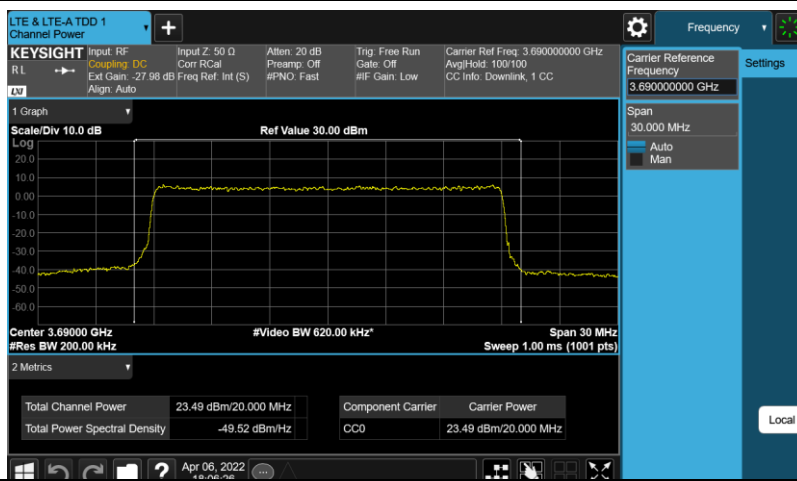 LTE & LTE-A TDD 1
Channel Power
Frequency
KEYSIGHT
RL
LXI
Input: RF
Coupling: DC
Ext Gain: -27.98 dB
Align: Auto
Input Z: 50 Ω
Corr RCal
Freq Ref: Int (S)
Atten: 20 dB
Preamp: Off
#PNO: Fast
Trig: Free Run
Gate: Off
#IF Gain: Low
Carrier Ref Freq: 3.690000000 GHz
Avg|Hold: 100/100
CC Info: Downlink, 1 CC
Carrier Reference
Frequency
3.690000000 GHz
Settings
Span
30.000 MHz
Auto
Man
1 Graph
Scale/Div 10.0 dB
Ref Value 30.00 dBm
Log
20.0
10.0
0.00
-10.0
-20.0
-30.0
-40.0
-50.0
-60.0
Center 3.69000 GHz
#Video BW 620.00 kHz*
Span 30 MHz
#Res BW 200.00 kHz
Sweep 1.00 ms (1001 pts)
2 Metrics
Total Channel Power 23.49 dBm/20.000 MHz
Total Power Spectral Density -49.52 dBm/Hz
Component Carrier Carrier Power
CC0 23.49 dBm/20.000 MHz
Local
?
Apr 06, 2022